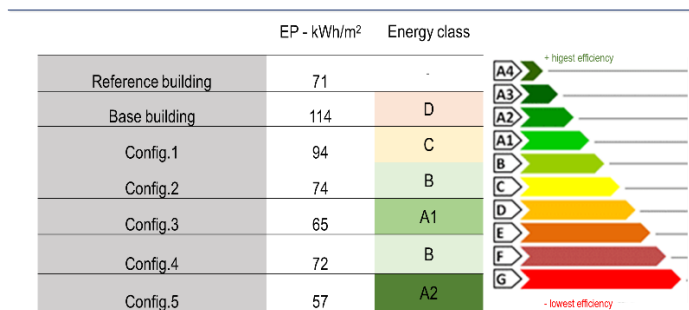 EP - kWh/m² Energy class
Reference building 71 -
Base building 114 D
Config.1 94 C
Config.2 74 B
Config.3 65 A1
Config.4 72 B
Config.5 57 A2
+ higest efficiency
A4
A3
A2
A1
B
C
D
E
F
G
- lowest efficiency